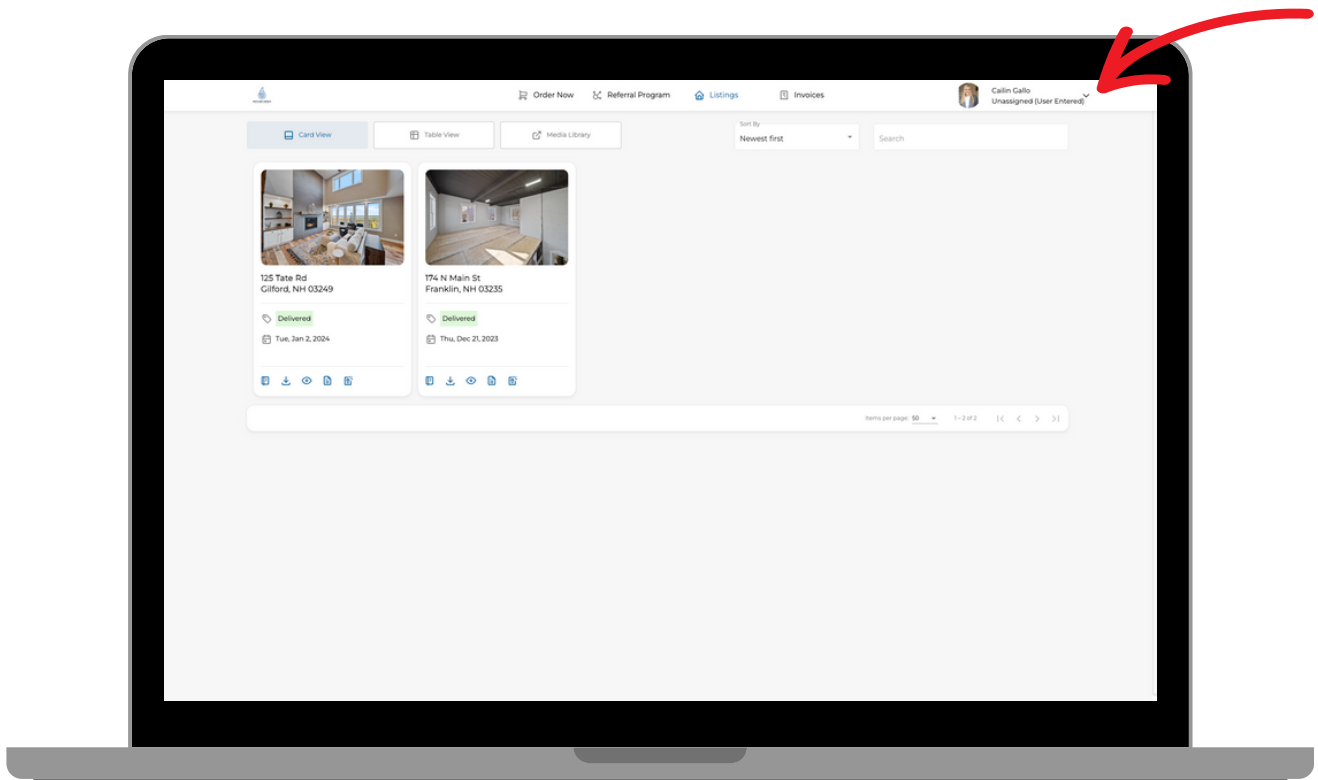 Order Now
Referral Program
Listings
Invoices
Cailin Gallo
Unassigned (User Entered)
Card View
Table View
Media Library
Sort By
Newest first
Search
125 Tate Rd
Gilford, NH 03249
Delivered
Tue, Jan 2, 2024
174 N Main St
Franklin, NH 03235
Delivered
Thu, Dec 21, 2023
Items per page: 50
1 – 2 of 2